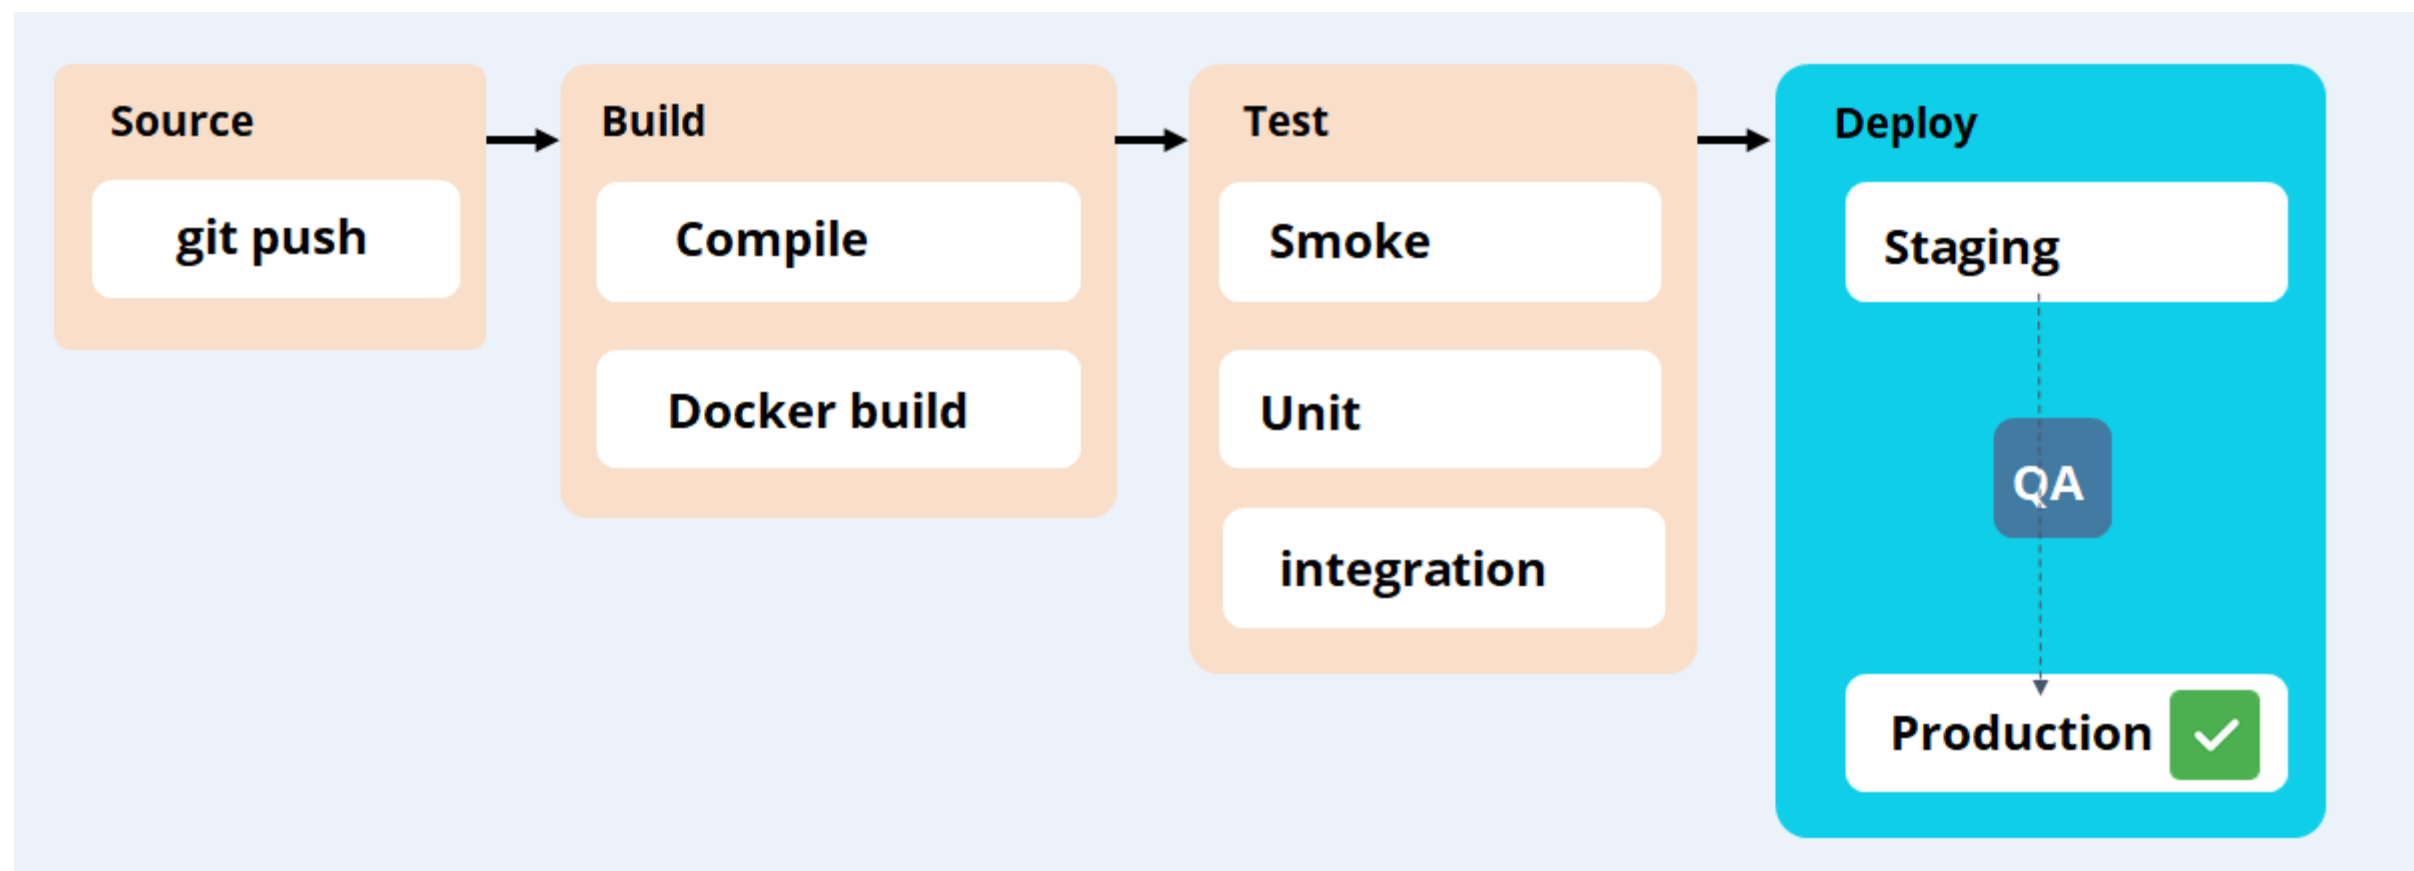 Source
git push
Build
Compile
Docker build
Test
Smoke
Unit
integration
Deploy
Staging
QA
Production